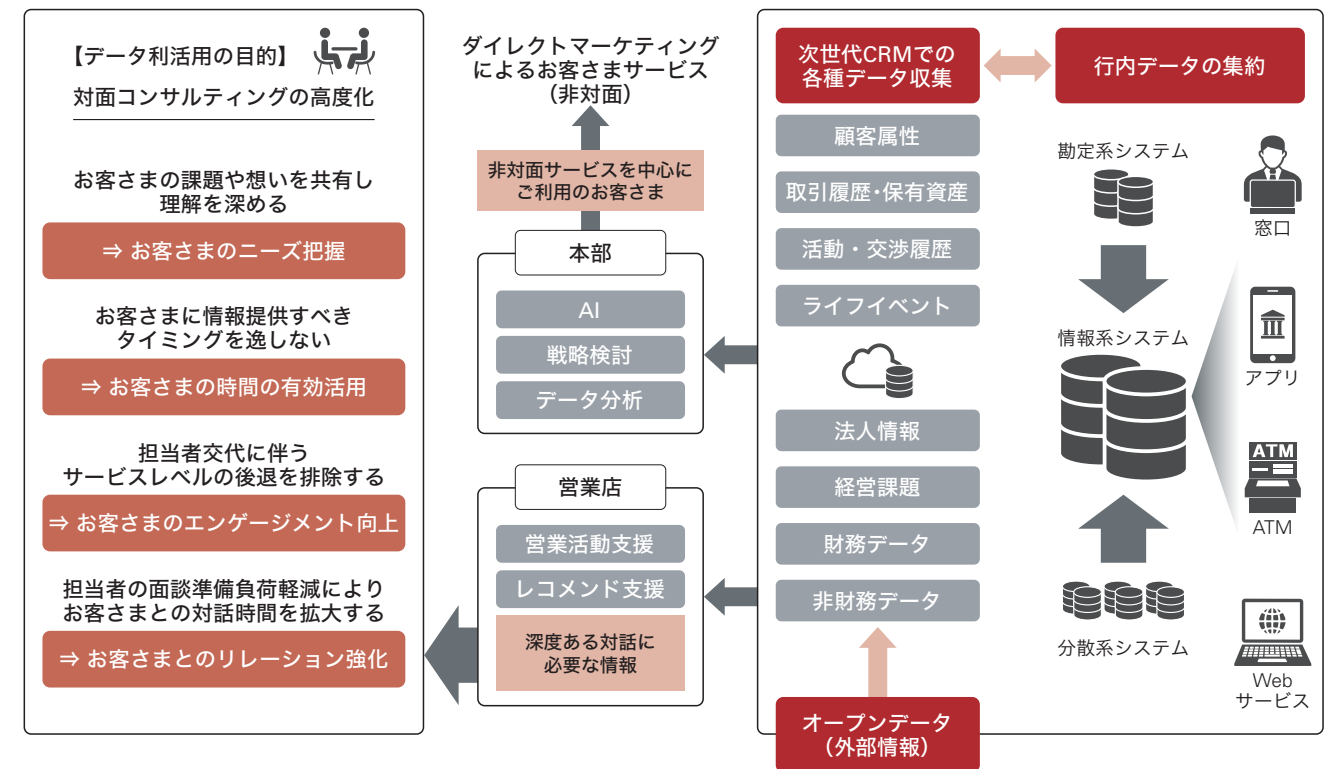 【データ利活用の目的】
対面コンサルティングの高度化
お客さまの課題や想いを共有し
理解を深める
⇒ お客さまのニーズ把握
お客さまに情報提供すべき
タイミングを逸しない
⇒ お客さまの時間の有効活用
担当者交代に伴う
サービスレベルの後退を排除する
⇒ お客さまのエンゲージメント向上
担当者の面談準備負荷軽減により
お客さまとの対話時間を拡大する
⇒ お客さまとのリレーション強化
ダイレクトマーケティング
によるお客さまサービス
（非対面）
非対面サービスを中心に
ご利用のお客さま
本部
AI
戦略検討
データ分析
営業店
営業活動支援
レコメンド支援
深度ある対話に
必要な情報
次世代CRMでの
各種データ収集
顧客属性
取引履歴・保有資産
活動・交渉履歴
ライフイベント
法人情報
経営課題
財務データ
非財務データ
オープンデータ
（外部情報）
行内データの集約
勘定系システム
情報系システム
分散系システム
窓口
アプリ
ATM
ATM
Web
サービス